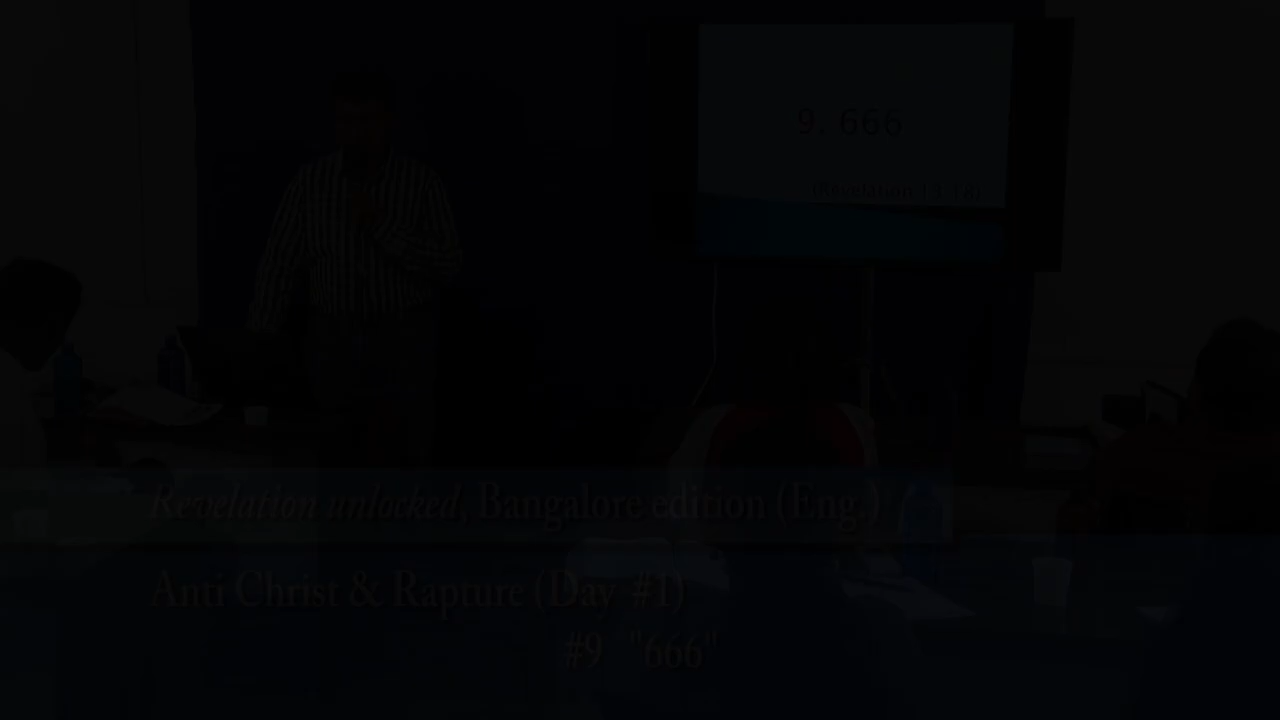 9. 666
(Revelation 13:18)
Revelation unlocked, Bangalore edition (Eng.) /
Anti Christ & Rapture (Day #1)
#9 "666"